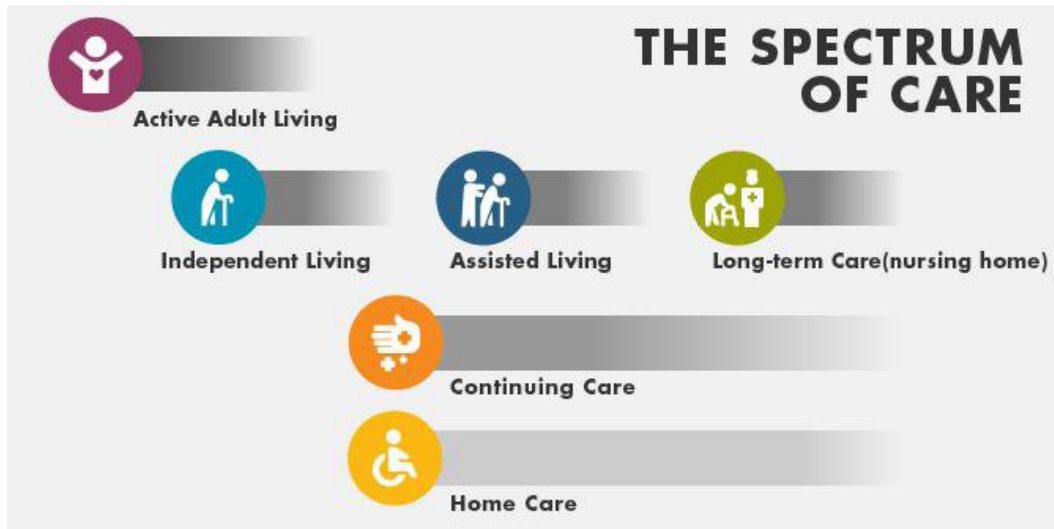 THE SPECTRUM
OF CARE
Active Adult Living
Independent Living
Assisted Living
Long-term Care(nursing home)
Continuing Care
Home Care